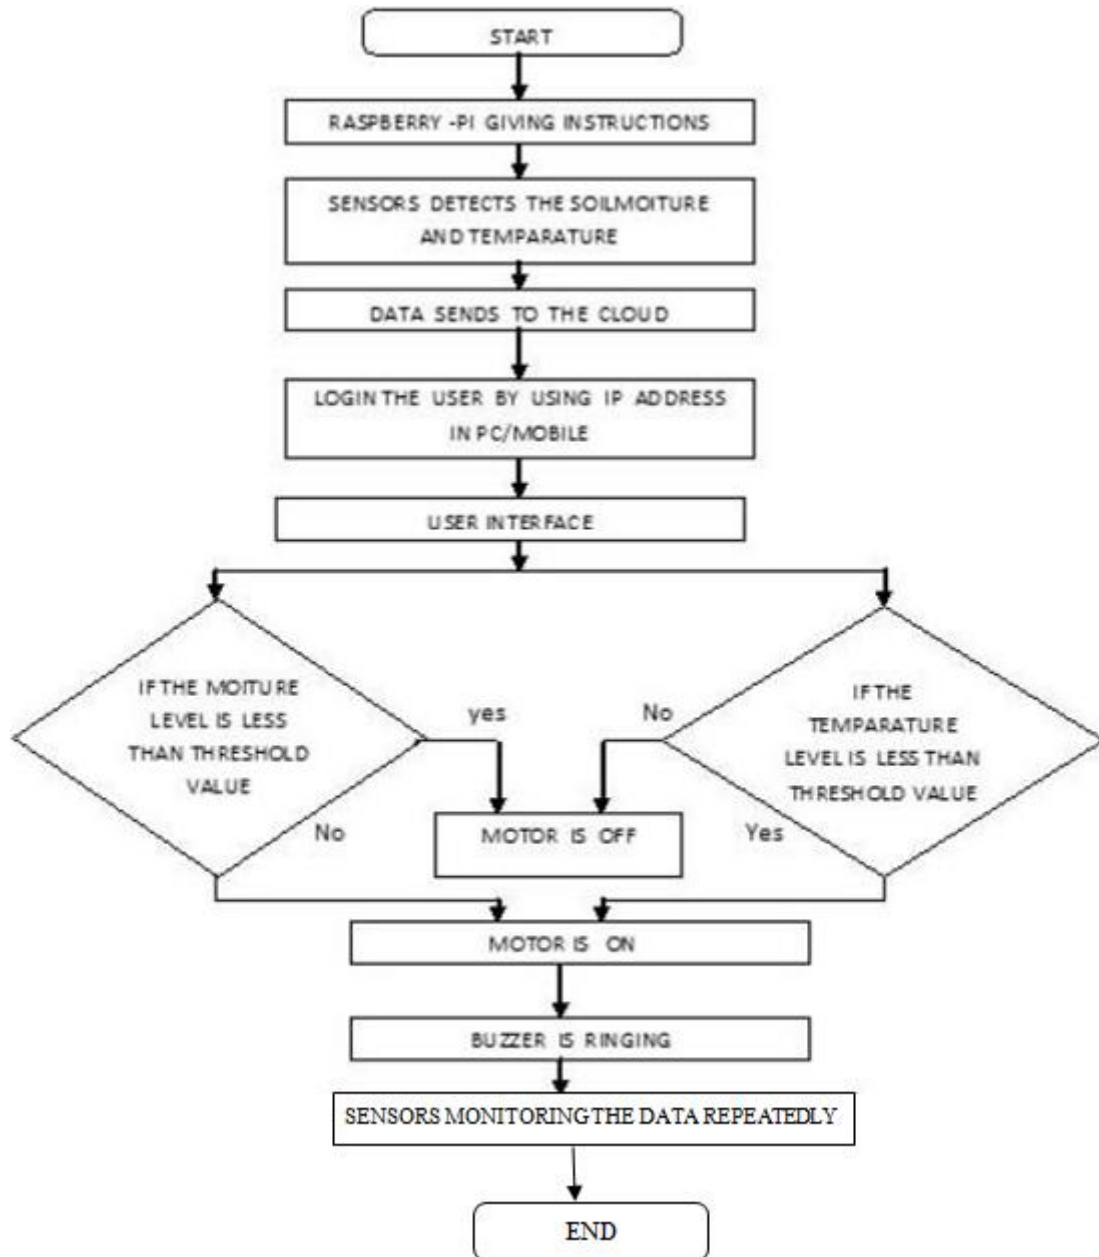 START
RASPBERRY -PI GIVING INSTRUCTIONS
SENSORS DETECTS THE SOILMOITURE
AND TEMPARATURE
DATA SENDS TO THE CLOUD
LOGIN THE USER BY USING IP ADDRESS
IN PC/MOBILE
USER INTERFACE
IF THE MOITURE
LEVEL IS LESS
THAN THRESHOLD
VALUE
yes
No
No
IF THE
TEMPARATURE
LEVEL IS LESS THAN
THRESHOLD VALUE
Yes
MOTOR IS OFF
MOTOR IS ON
BUZZER IS RINGING
SENSORS MONITORING THE DATA REPEATEDLY
END